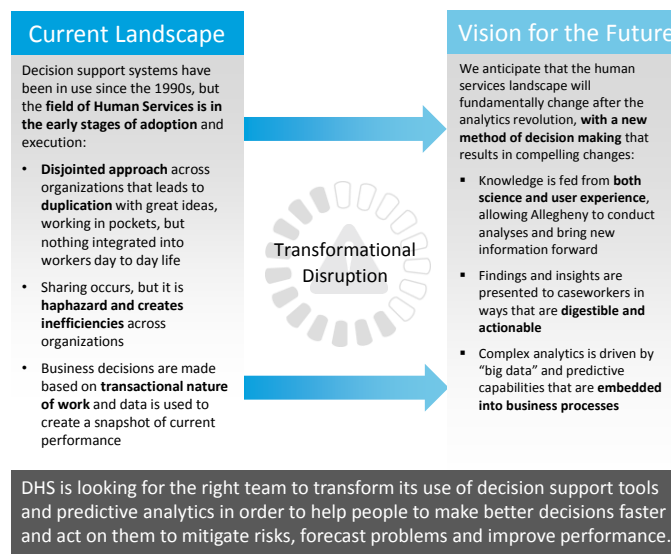 Current Landscape
Decision support systems have
been in use since the 1990s, but
the field of Human Services is in
the early stages of adoption and
execution:
• Disjointed approach across
organizations that leads to
duplication with great ideas,
working in pockets, but
nothing integrated into
workers day to day life
• Sharing occurs, but it is
haphazard and creates
inefficiencies across
organizations
• Business decisions are made
based on transactional nature
of work and data is used to
create a snapshot of current
performance
Transformational
Disruption
Vision for the Future
We anticipate that the human
services landscape will
fundamentally change after the
analytics revolution, with a new
method of decision making that
results in compelling changes:
▪ Knowledge is fed from both
science and user experience,
allowing Allegheny to conduct
analyses and bring new
information forward
▪ Findings and insights are
presented to caseworkers in
ways that are digestible and
actionable
▪ Complex analytics is driven by
“big data” and predictive
capabilities that are embedded
into business processes
DHS is looking for the right team to transform its use of decision support tools
and predictive analytics in order to help people to make better decisions faster
and act on them to mitigate risks, forecast problems and improve performance.